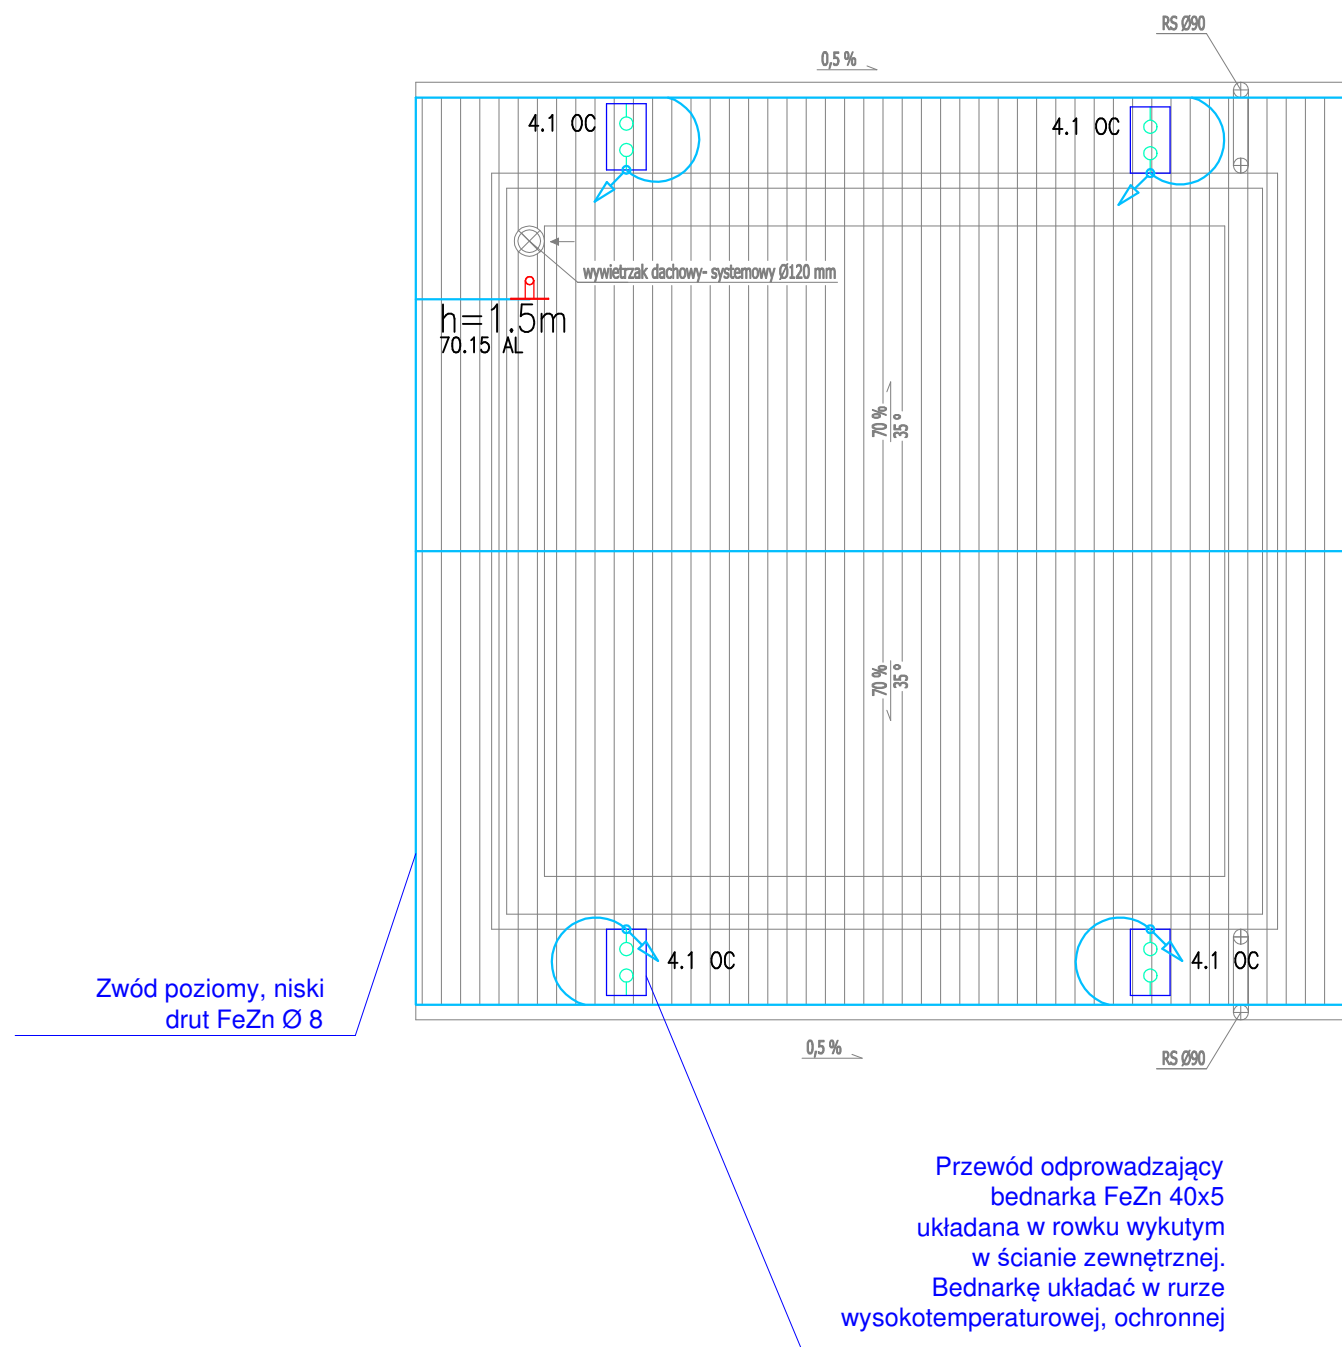 RS Ø90
0,5 %
4.1 OC
4.1 OC
wywietrzak dachowy- systemowy Ø120 mm
h=1.5m
70.15 AL
70 %
35 °
70 %
35 °
4.1 OC
4.1 OC
Zwód poziomy, niski
drut FeZn Ø 8
0,5 %
RS Ø90
Przewód odprowadzający
bednarka FeZn 40x5
układana w rowku wykutym
w ścianie zewnętrznej.
Bednarkę układać w rurze
wysokotemperaturowej, ochronnej